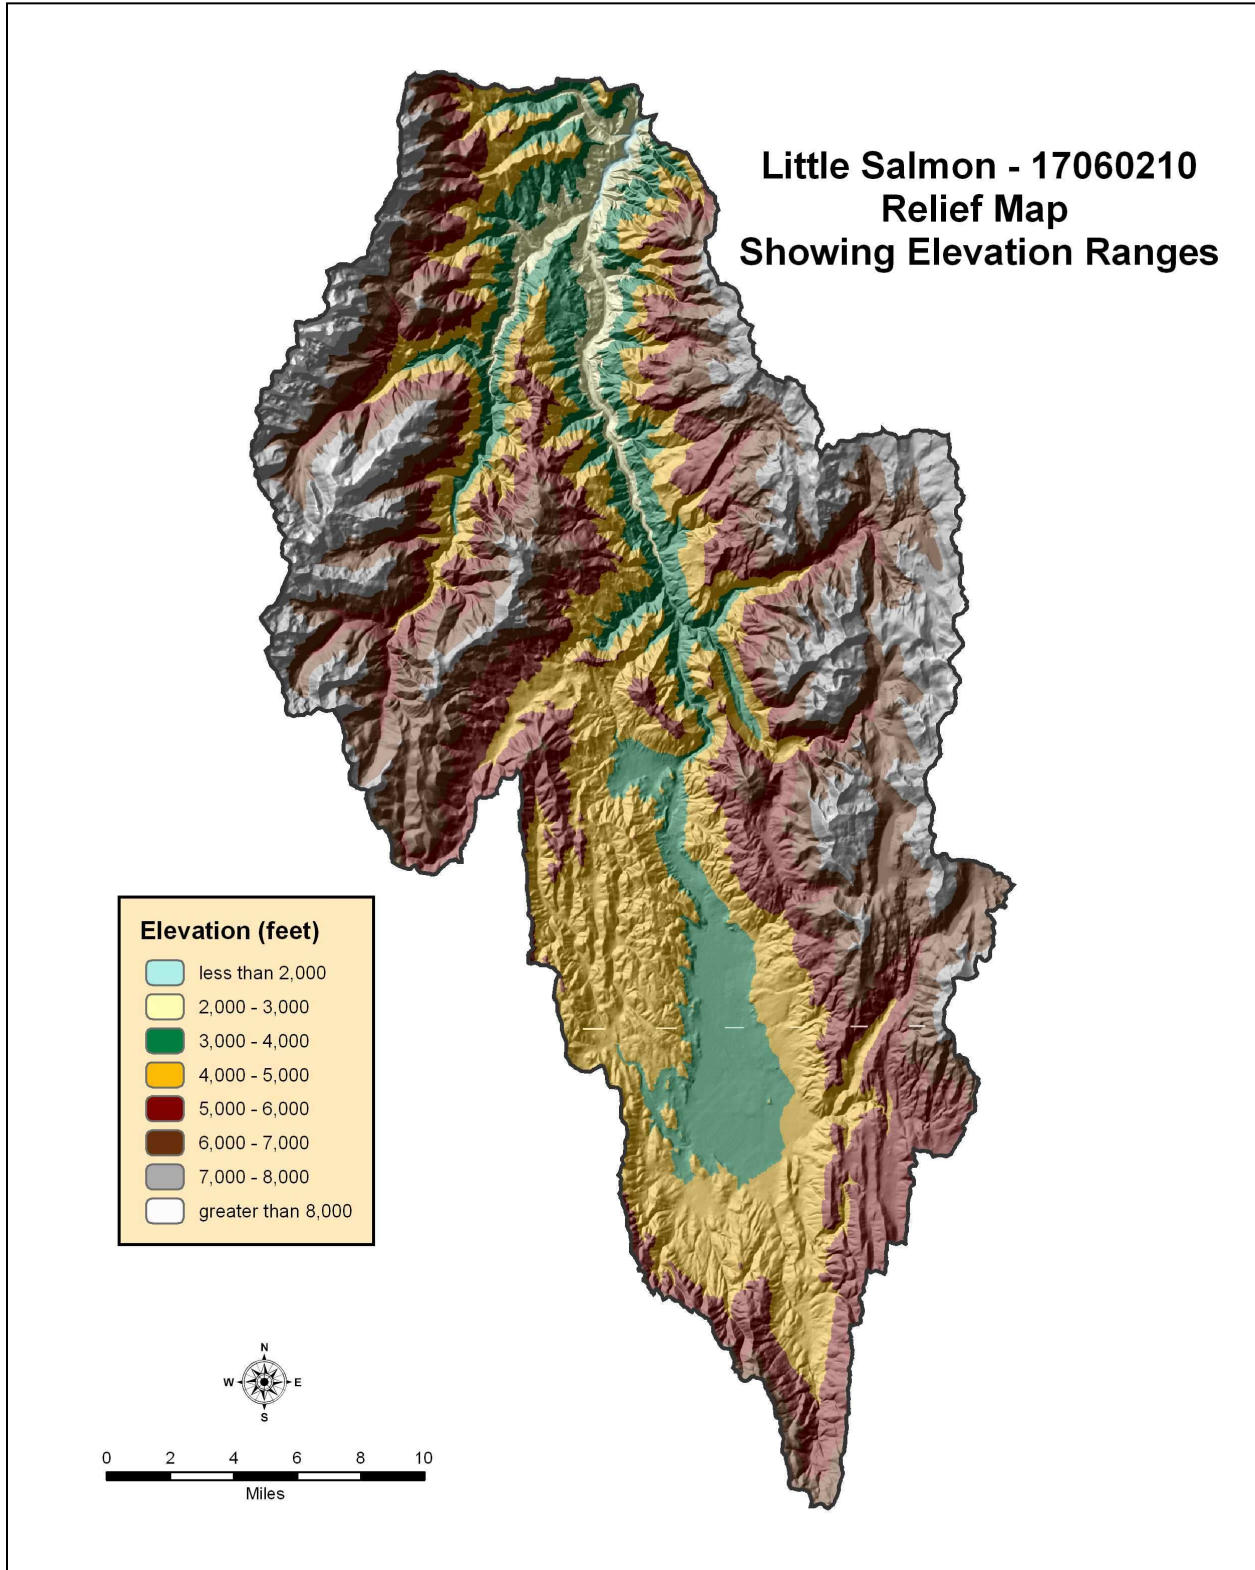 Little Salmon - 17060210
Relief Map
Showing Elevation Ranges
Elevation (feet)
less than 2,000
2,000 - 3,000
3,000 - 4,000
4,000 - 5,000
5,000 - 6,000
6,000 - 7,000
7,000 - 8,000
greater than 8,000
N
W E
S
0 2 4 6 8 10
Miles